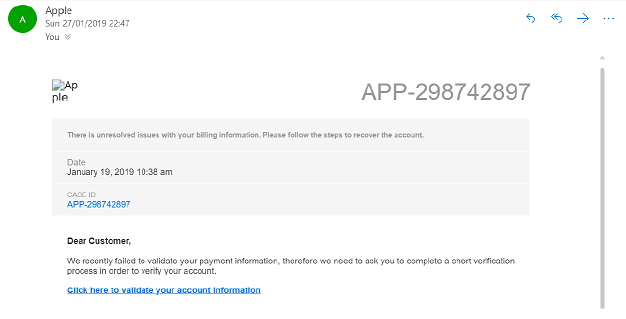 Apple
A
Sun 27/01/2019 22:47
You
Ap
ple
APP-298742897
There is unresolved issues with your billing information. Please follow the steps to recover the account.
Date
January 19, 2019 10:38 am
CASE ID
APP-298742897
Dear Customer,
We recently failed to validate your payment information, therefore we need to ask you to complete a short verification
process in order to verify your account.
Click here to validate your account information